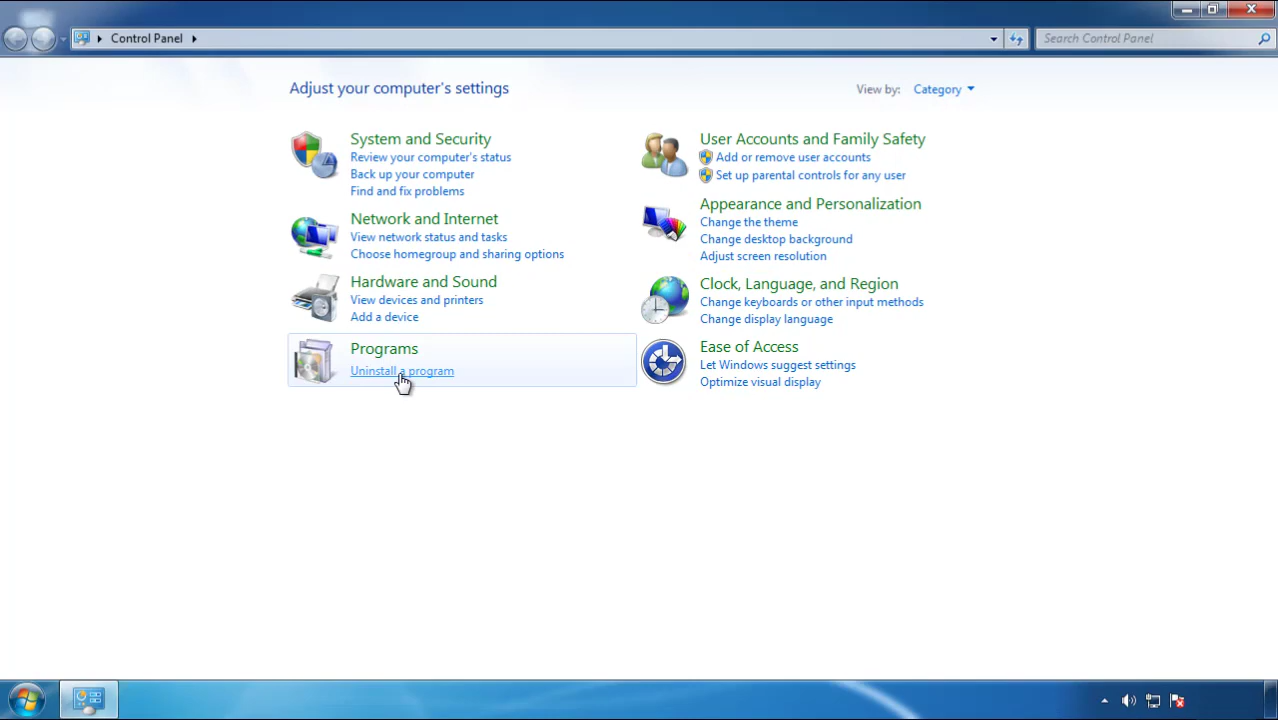 Control Panel
Search Control Panel
Adjust your computer's settings
View by: Category
System and Security
Review your computer's status
Back up your computer
Find and fix problems
Network and Internet
View network status and tasks
Choose homegroup and sharing options
Hardware and Sound
View devices and printers
Add a device
Programs
Uninstall a program
User Accounts and Family Safety
Add or remove user accounts
Set up parental controls for any user
Appearance and Personalization
Change the theme
Change desktop background
Adjust screen resolution
Clock, Language, and Region
Change keyboards or other input methods
Change display language
Ease of Access
Let Windows suggest settings
Optimize visual display